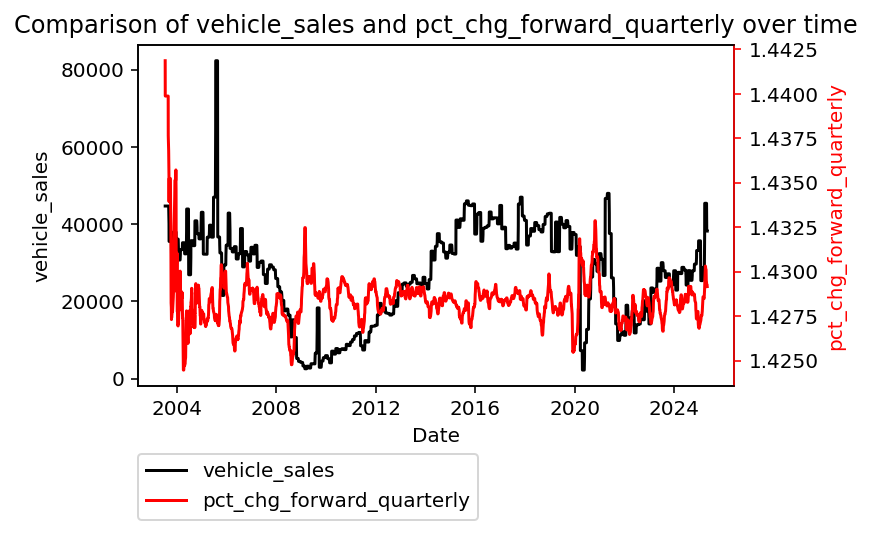 Comparison of vehicle_sales and pct_chg_forward_quarterly over time
vehicle_sales
80000
60000
40000
20000
0
1.4425
1.4400
1.4375
1.4350
1.4325
1.4300
1.4275
1.4250
pct_chg_forward_quarterly
2004 2008 2012 2016 2020 2024
Date
vehicle_sales
pct_chg_forward_quarterly